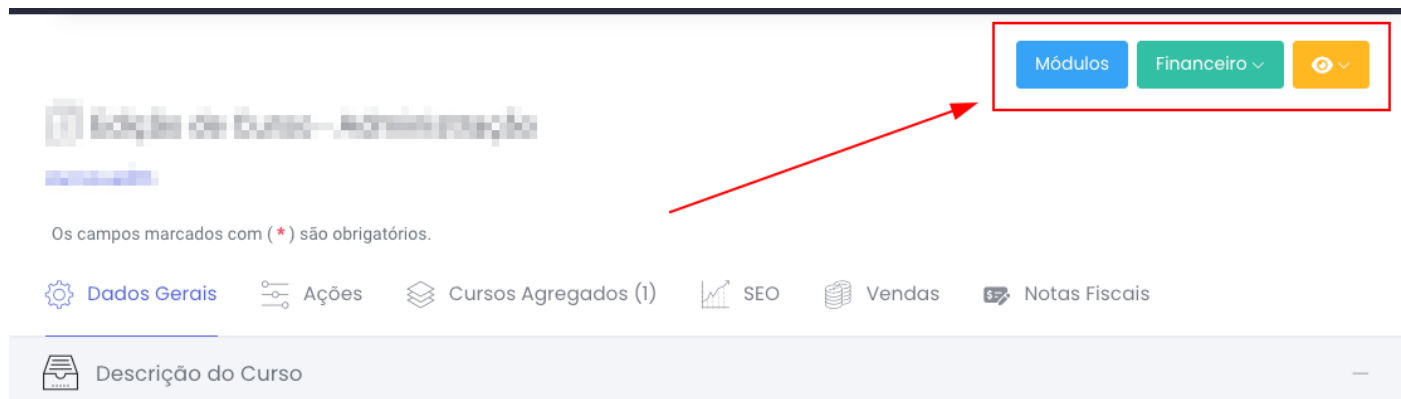 Módulos Financeiro
Os campos marcados com ( * ) são obrigatórios.
Dados Gerais Ações Cursos Agregados (1) SEO Vendas Notas Fiscais
Descrição do Curso